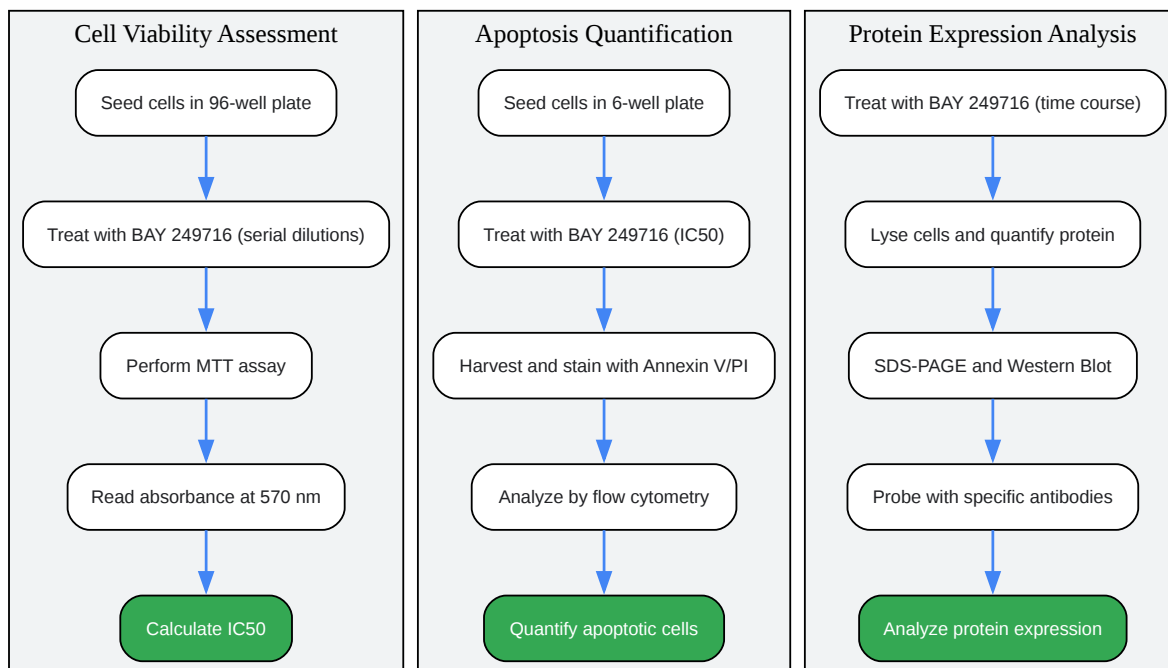 Cell Viability Assessment
Seed cells in 96-well plate
Treat with BAY 249716 (serial dilutions)
Perform MTT assay
Read absorbance at 570 nm
Calculate IC50
Apoptosis Quantification
Seed cells in 6-well plate
Treat with BAY 249716 (IC50)
Harvest and stain with Annexin V/PI
Analyze by flow cytometry
Quantify apoptotic cells
Protein Expression Analysis
Treat with BAY 249716 (time course)
Lyse cells and quantify protein
SDS-PAGE and Western Blot
Probe with specific antibodies
Analyze protein expression